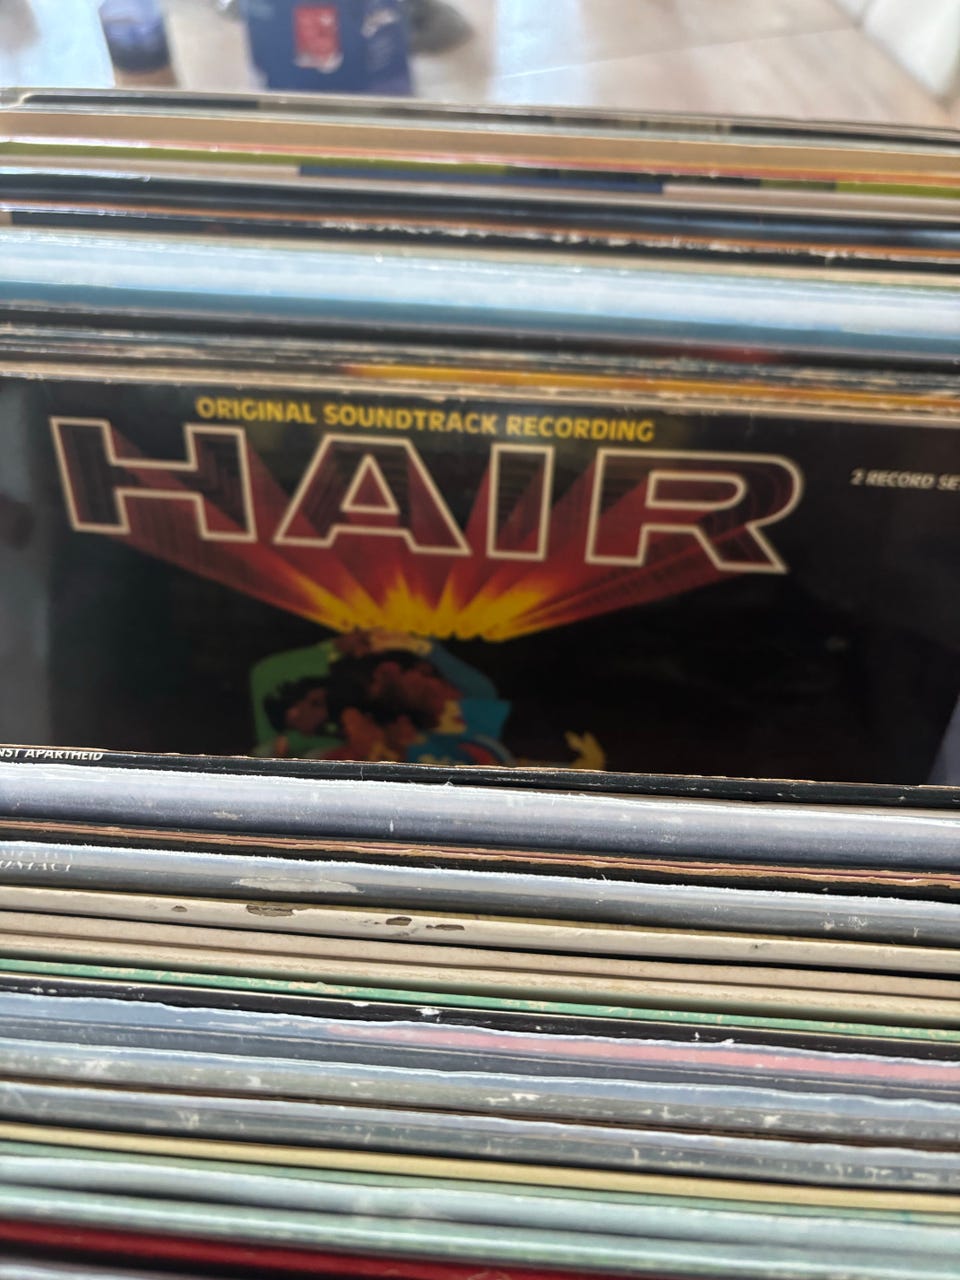 ORIGINAL SOUNDTRACK RECORDING
HAIR
2 RECORD SE
NST APARTHEID